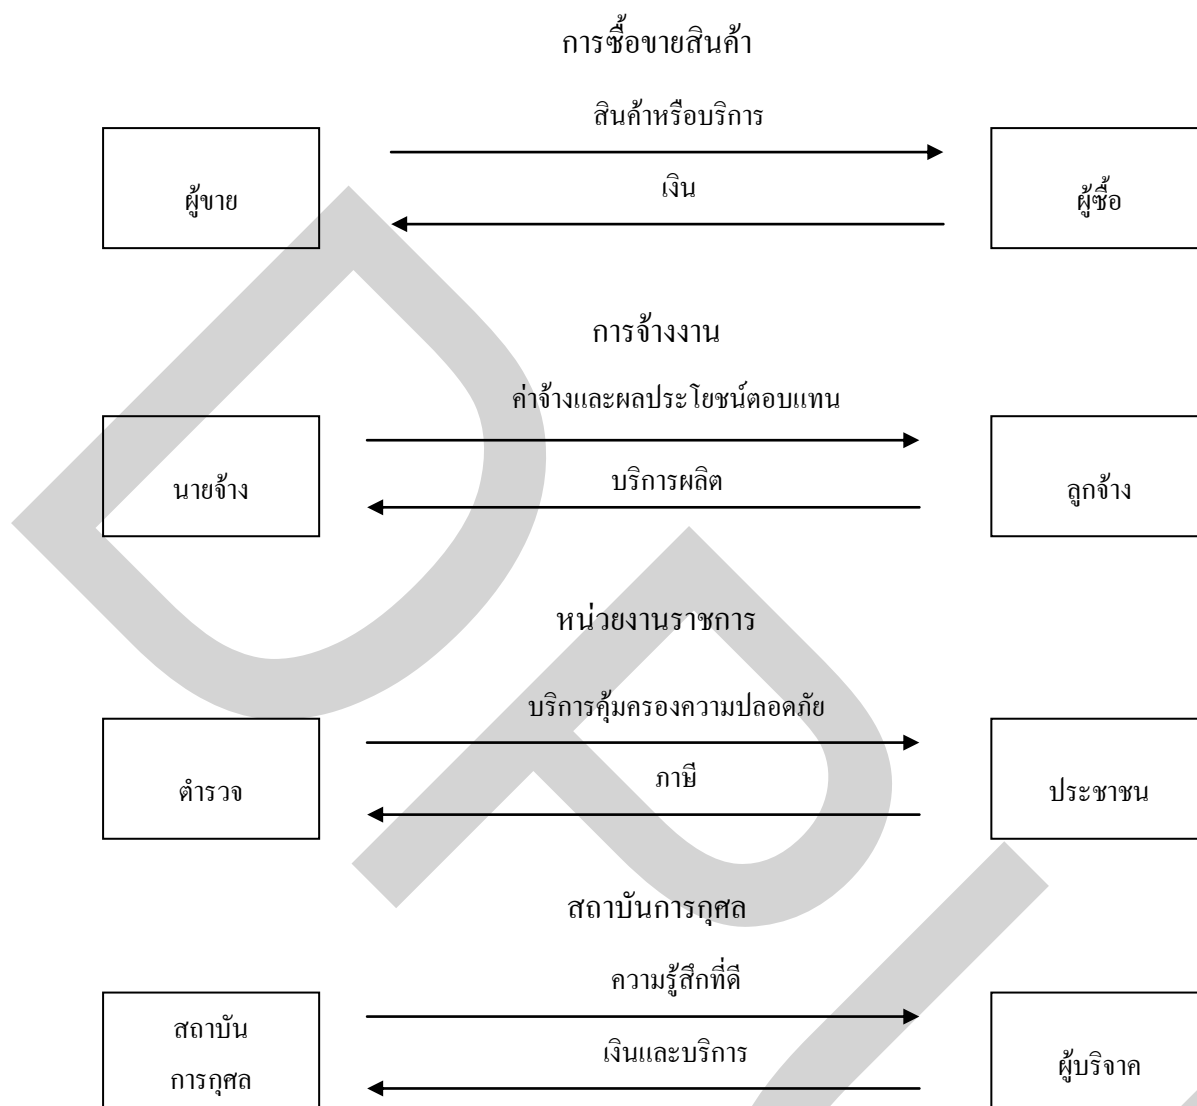 การซื้อขายสินค้า
สินค้าหรือบริการ
ผู้ขาย
เงิน
ผู้ซื้อ
การจ้างงาน
ค่าจ้างและผลประโยชน์ตอบแทน
นายจ้าง
บริการผลิต
ลูกจ้าง
หน่วยงานราชการ
บริการคุ้มครองความปลอดภัย
ตำรวจ
ภาษี
ประชาชน
สถาบันการกุศล
ความรู้สึกที่ดี
สถาบัน
การกุศล
เงินและบริการ
ผู้บริจาค